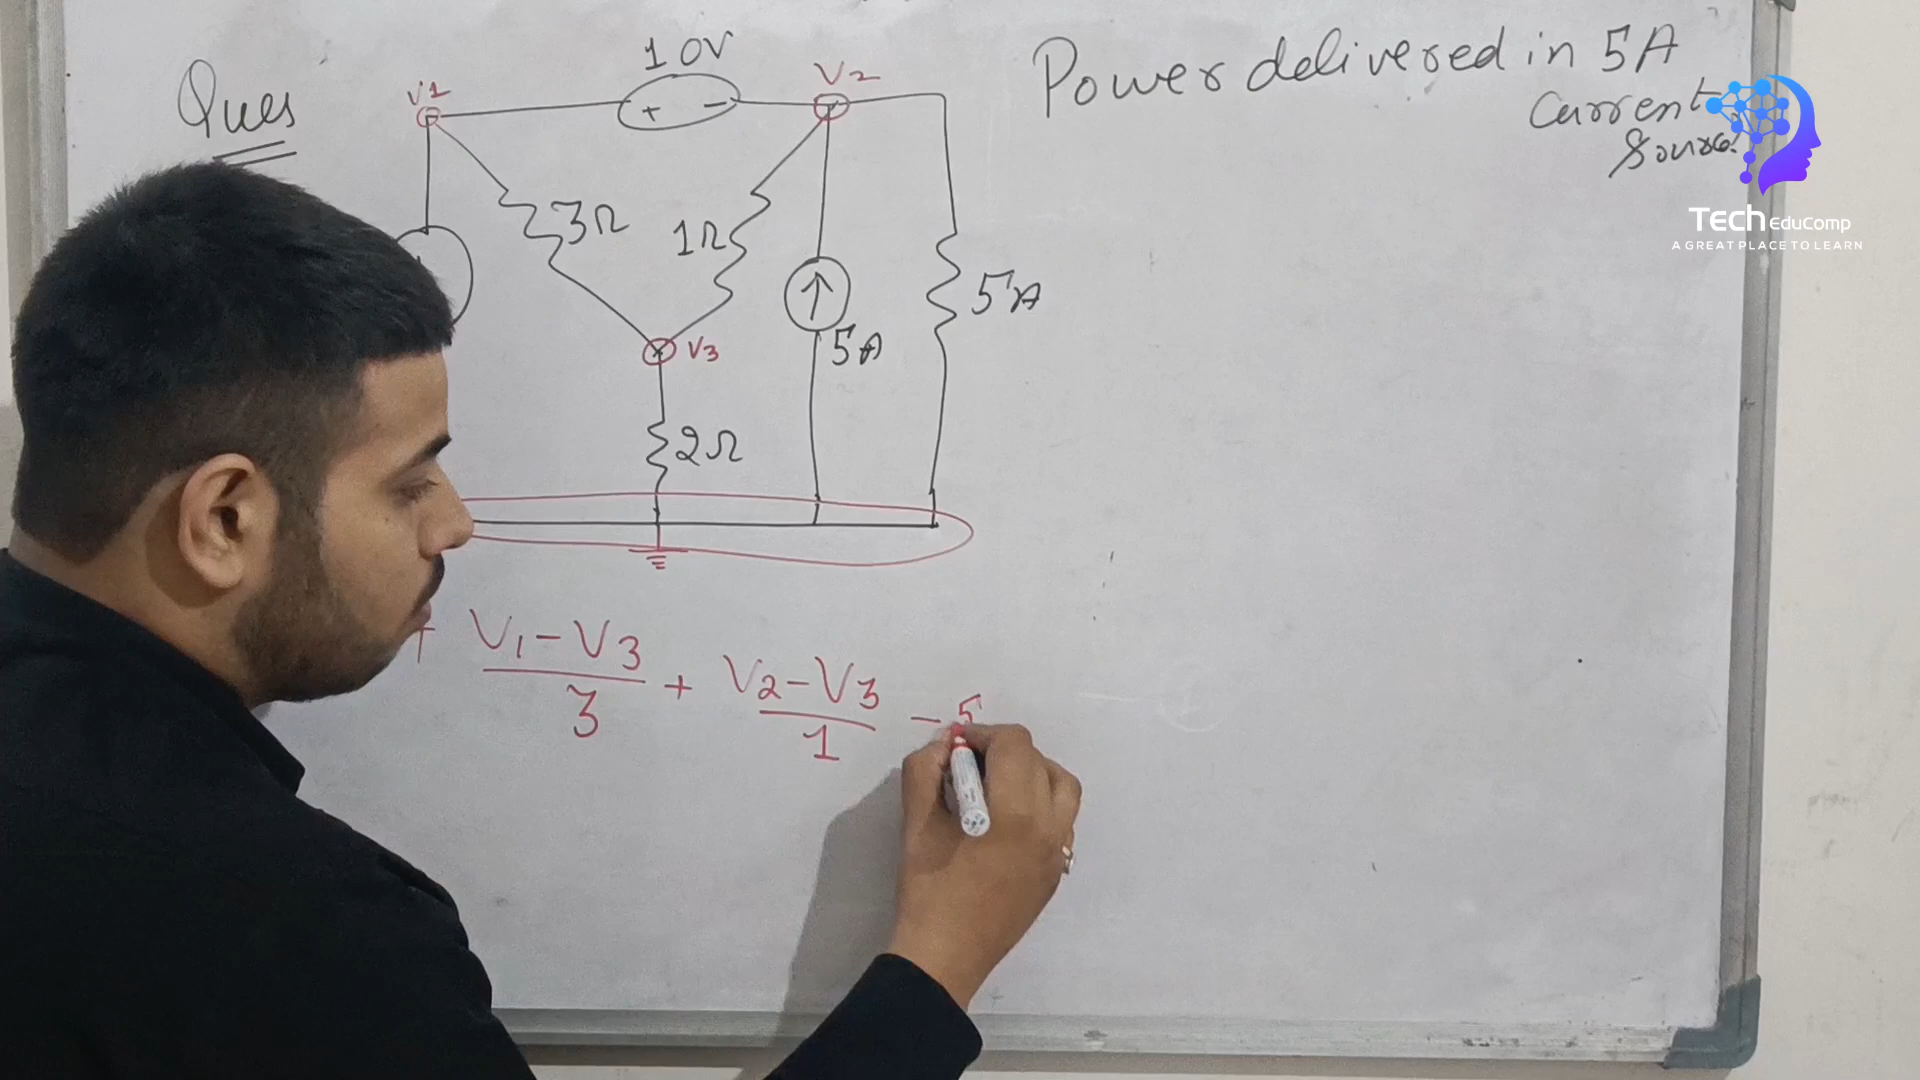 Ques
V1
10V
+ -
V2
Power delivered in 5A
Current
Source?
Tech EduComp
A GREAT PLACE TO LEARN
3Ω
1Ω
5A
5Ω
V3
2Ω
+ V1-V3 / 3 + V2-V3 / 1 - 5